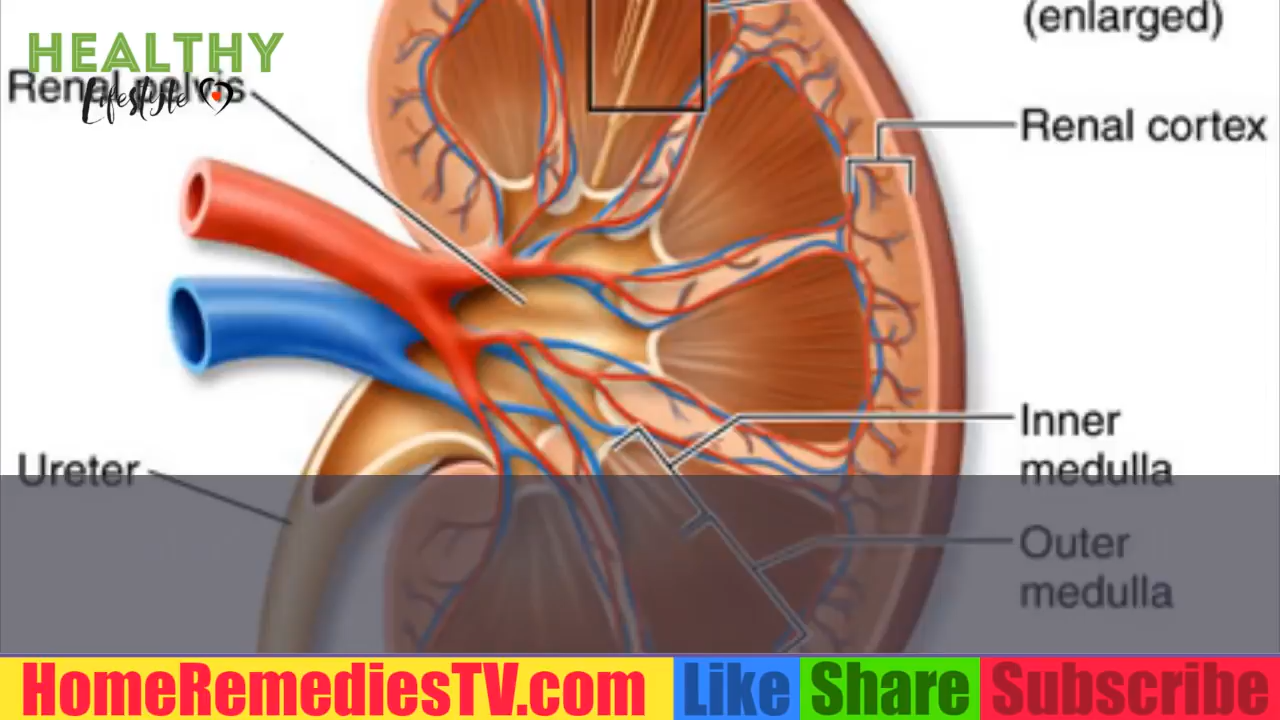 HEALTHY
Lifestyle
Renal pelvis
(enlarged)
Renal cortex
Inner
medulla
Ureter
Outer
medulla
HomeRemediesTV.com Like Share Subscribe